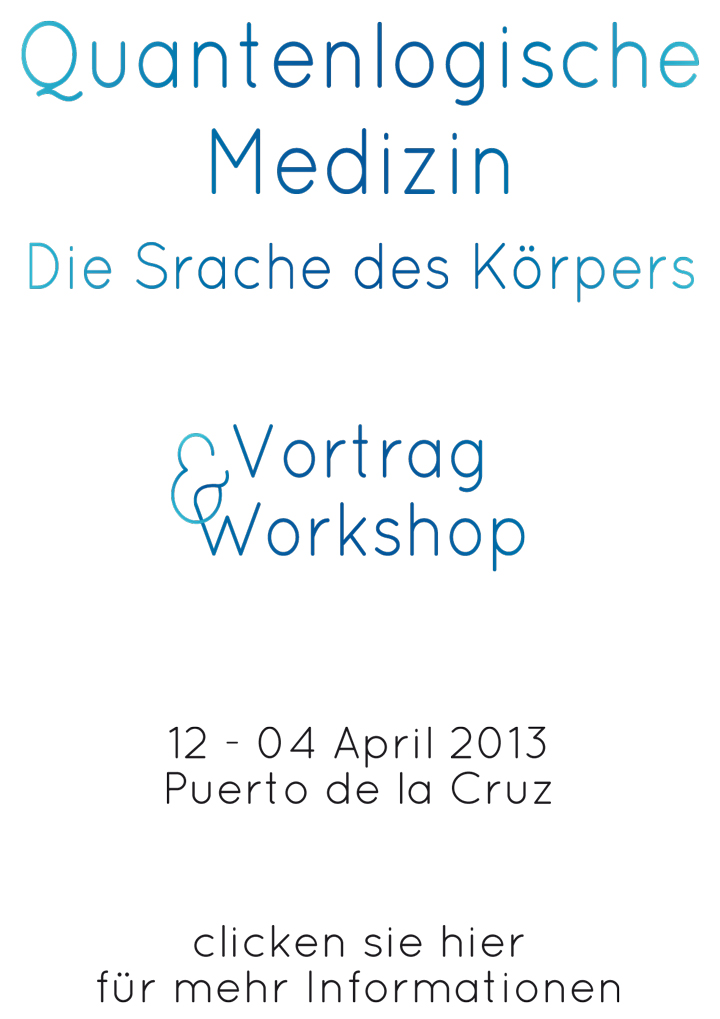 Quantenlogische
Medizin
Die Srache des Körpers
& Vortrag
Workshop
12 - 04 April 2013
Puerto de la Cruz
clicken sie hier
für mehr Informationen